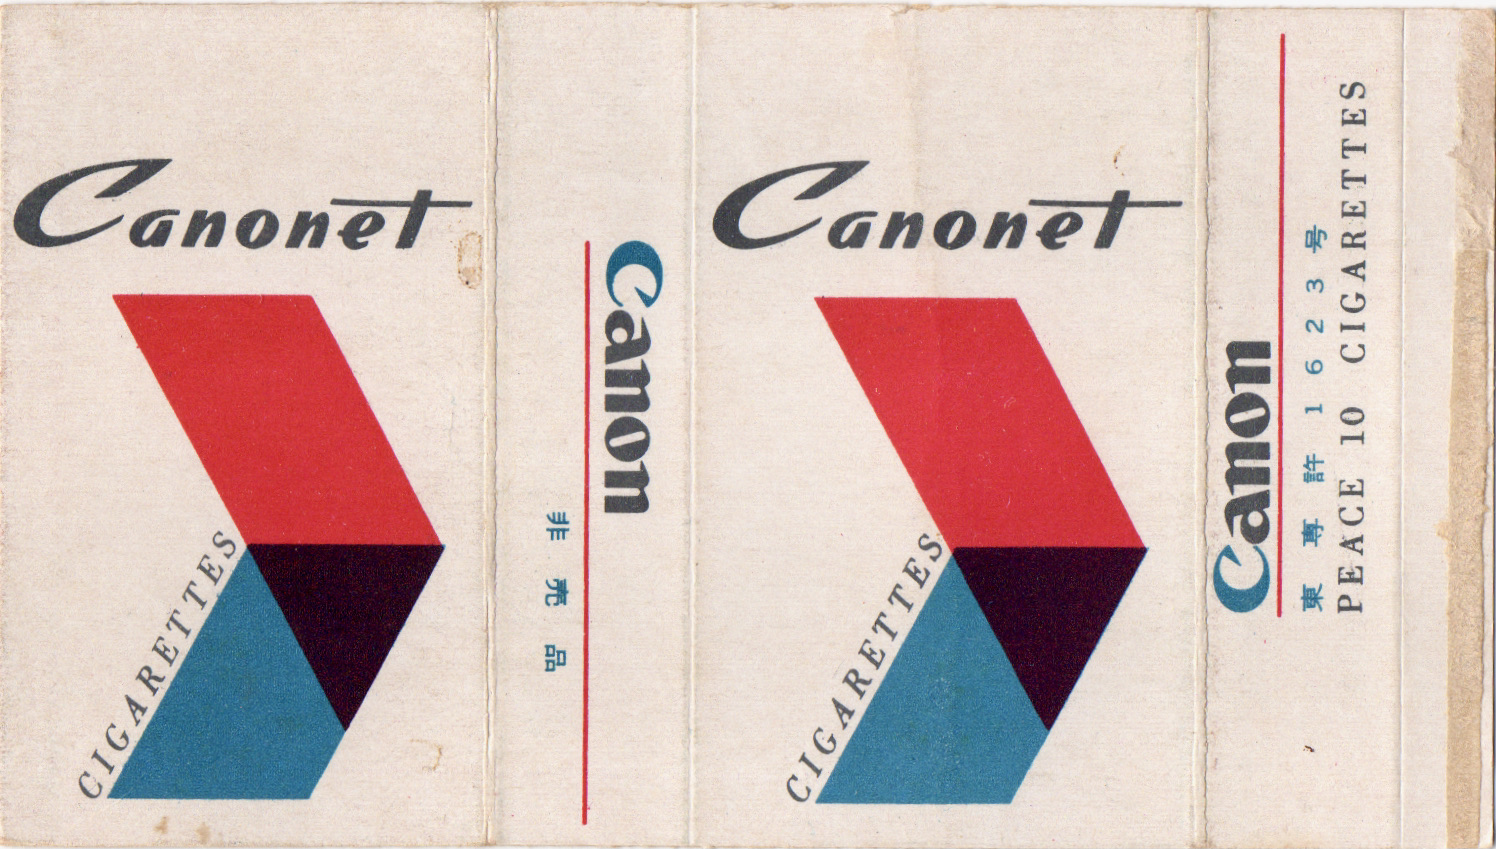 Canonet
CIGARETTES
Canon
非売品
Canonet
CIGARETTES
Canon
東専許16233号
PEACE 10 CIGARETTES